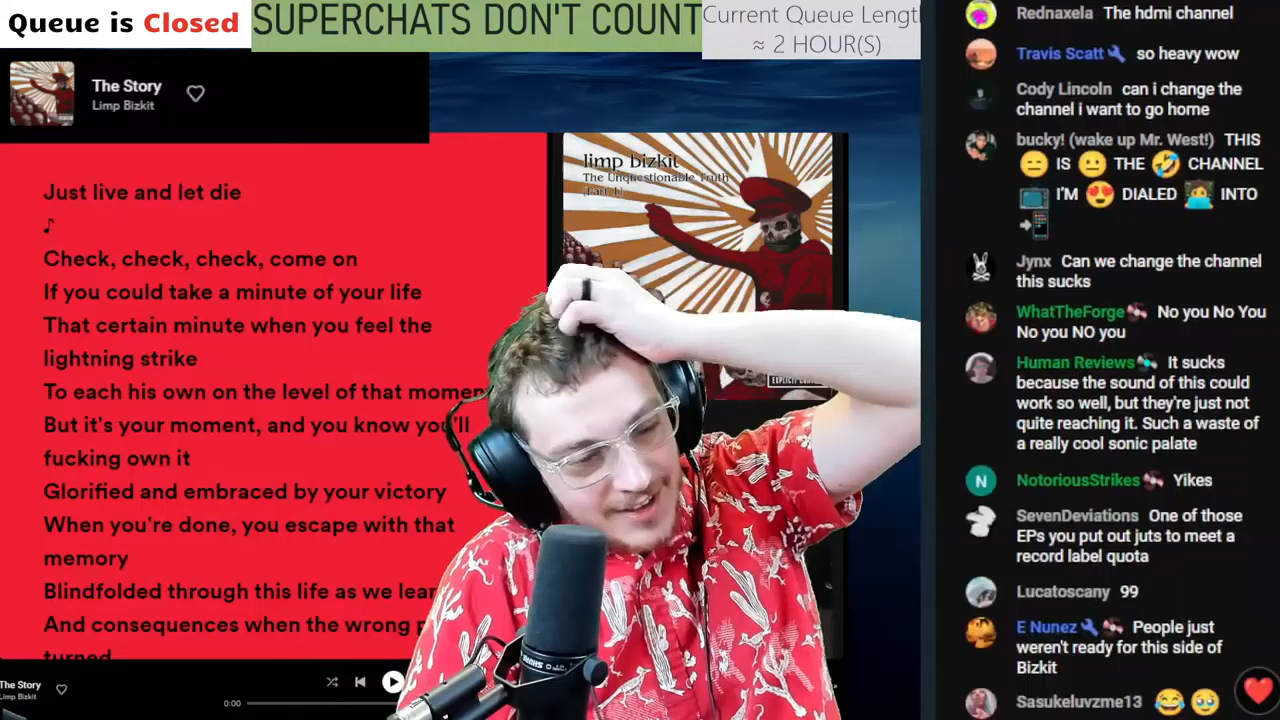 Queue is Closed
SUPERCHATS DON'T COUNT
Current Queue Lengt
≈ 2 HOUR(S)
The Story
Limp Bizkit
Just live and let die
♪
Check, check, check, come on
If you could take a minute of your life
That certain minute when you feel the
lightning strike
To each his own on the level of that momen
But it's your moment, and you know you'll
fucking own it
Glorified and embraced by your victory
When you're done, you escape with that
memory
Blindfolded through this life as we lear
And consequences when the wrong p
turned
The Story
Limp Bizkit
0:00
limp bizkit
The Unquestionable Truth
(Part 1)
EXPLICIT CONT
SHURE
Rednaxela The hdmi channel
Travis Scatt🔧 so heavy wow
Cody Lincoln can i change the
channel i want to go home
bucky! (wake up Mr. West!) THIS
😑 IS 😐 THE 🤣 CHANNEL
📺 I'M 😍 DIALED 👩‍💻 INTO
📲
Jynx Can we change the channel
this sucks
WhatTheForge No you No You
No you NO you
Human Reviews It sucks
because the sound of this could
work so well, but they're just not
quite reaching it. Such a waste of
a really cool sonic palate
N
NotoriousStrikes Yikes
SevenDeviations One of those
EPs you put out juts to meet a
record label quota
Lucatoscany 99
E Nunez🔧 People just
weren't ready for this side of
Bizkit
Sasukeluvzme13 😂 🥹